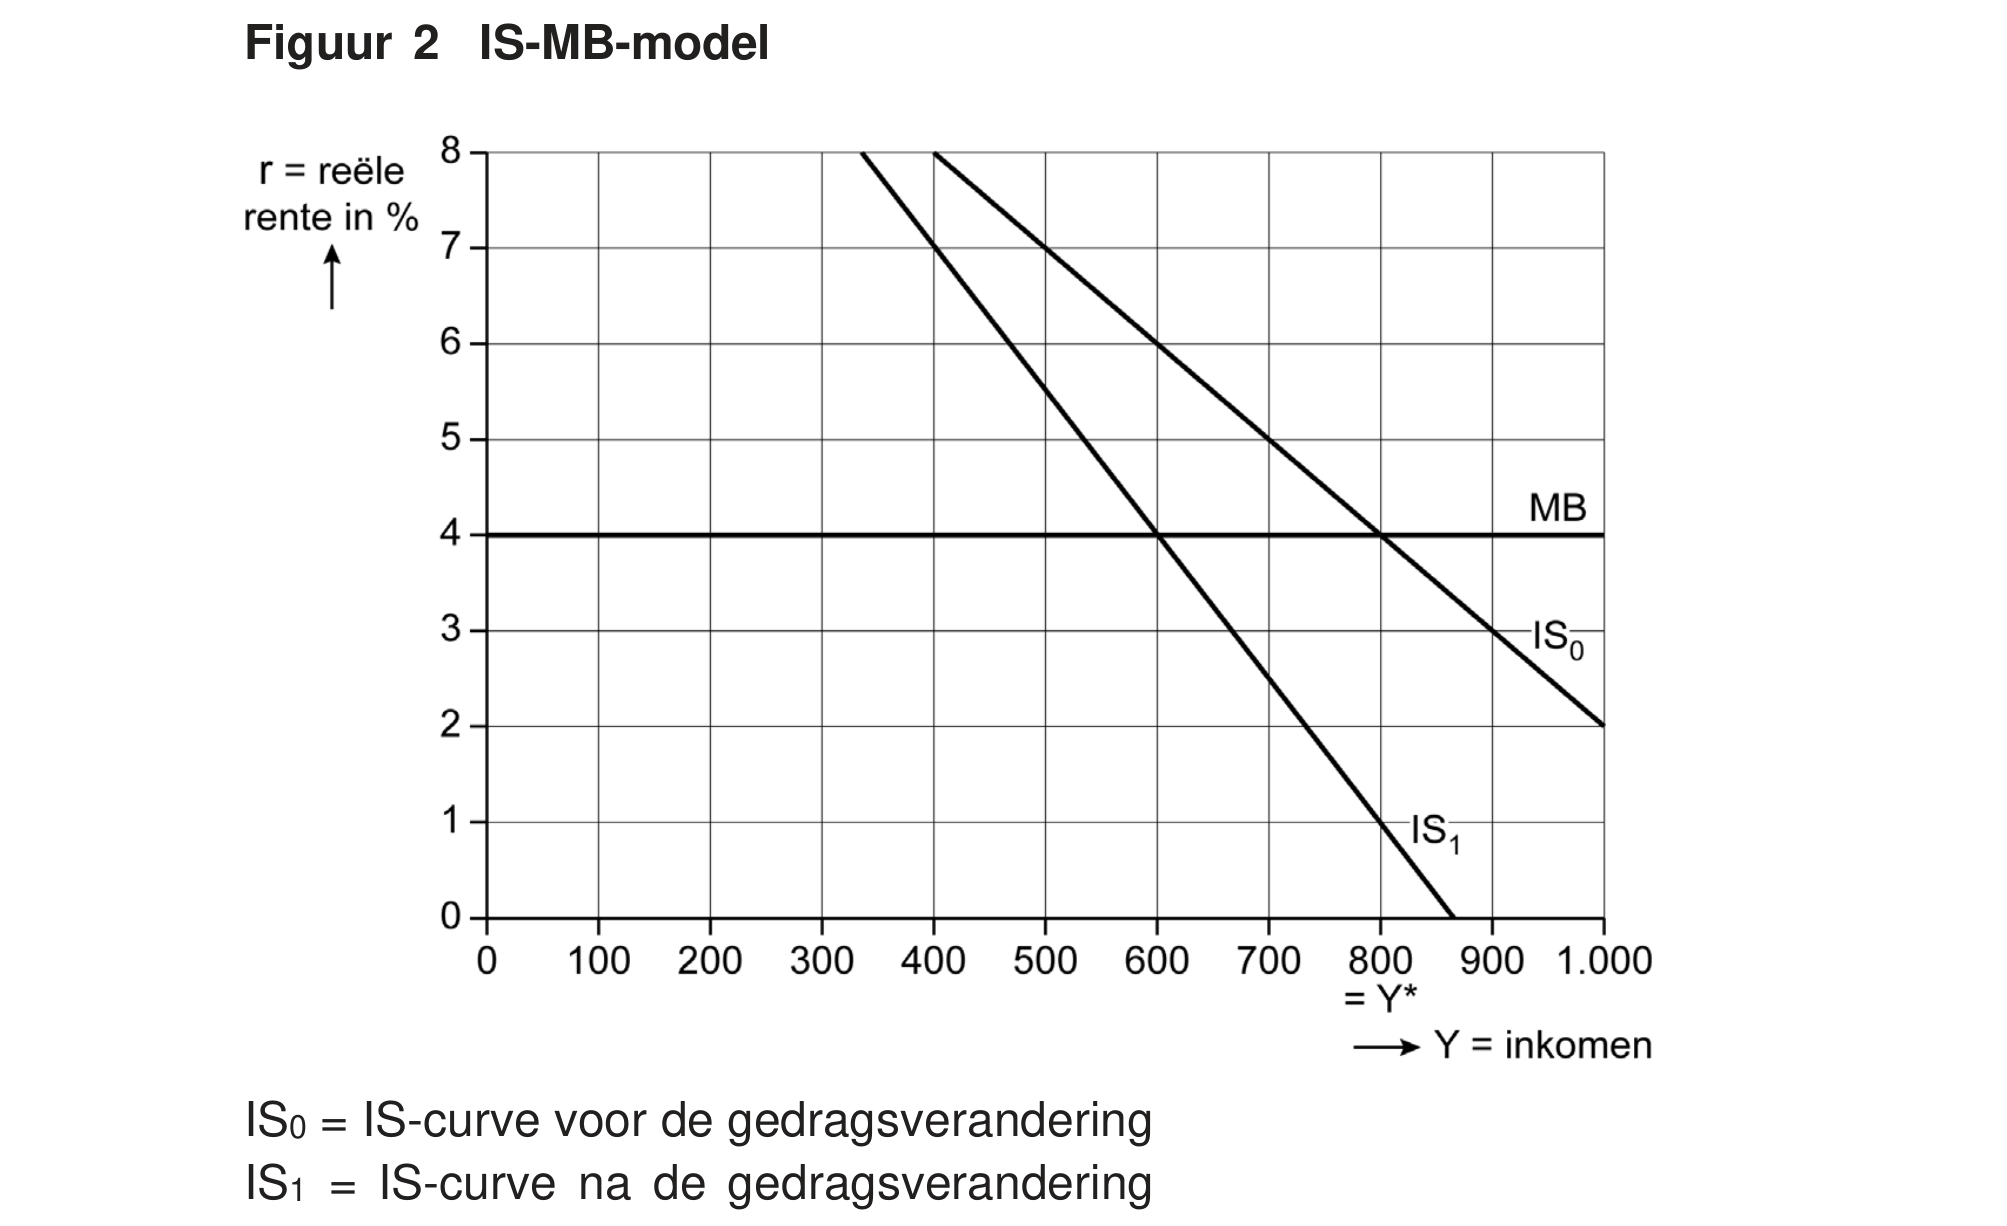 Figuur 2 IS-MB-model
r = reële
rente in %
8
7
6
5
4
3
2
1
0
MB
IS0
IS1
0 100 200 300 400 500 600 700 800 900 1.000
= Y*
Y = inkomen
IS0 = IS-curve voor de gedragsverandering
IS1 = IS-curve na de gedragsverandering